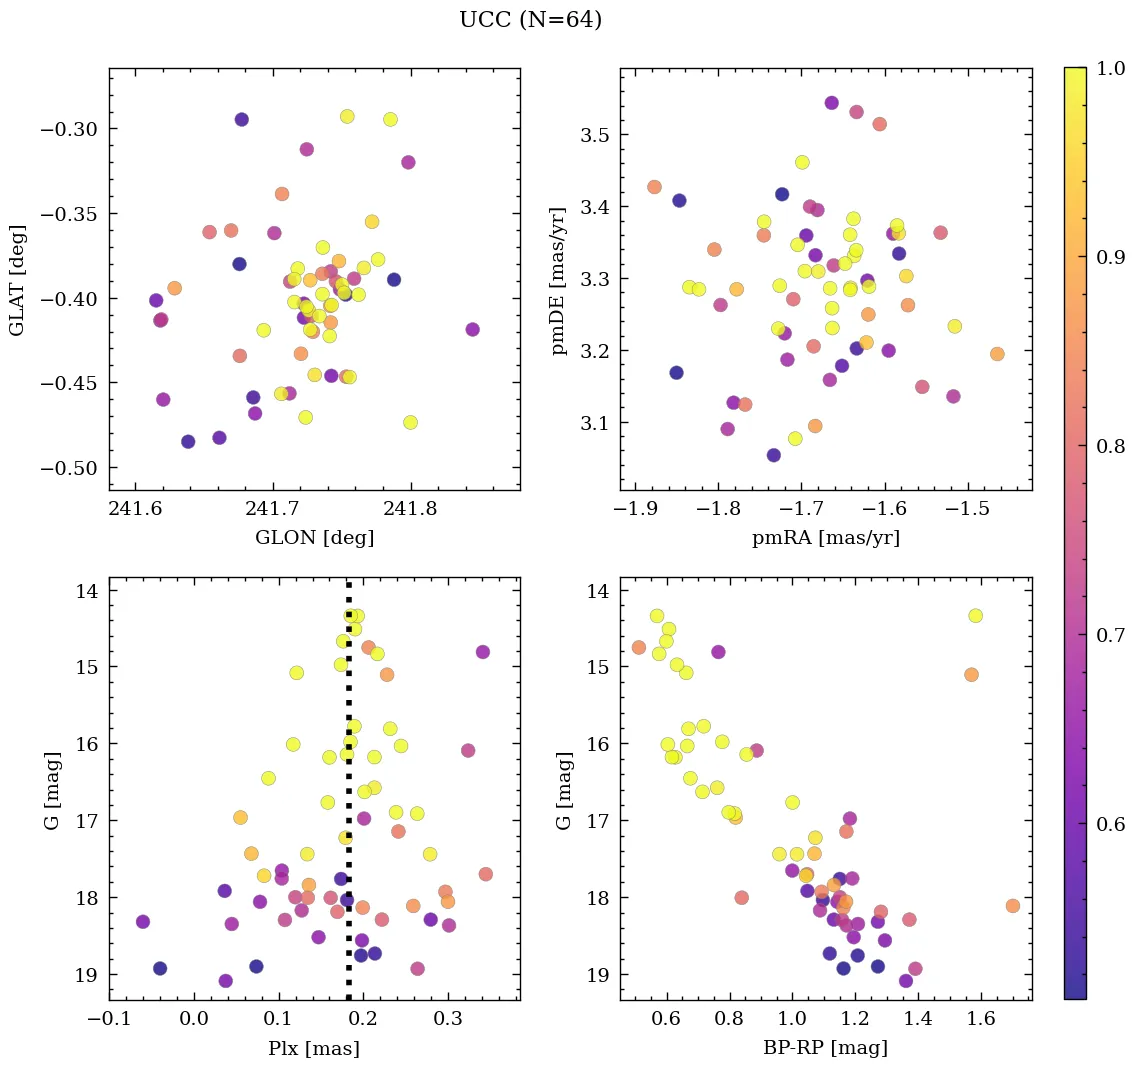 UCC (N=64)
−0.30
−0.35
−0.40
−0.45
−0.50
GLAT [deg]
241.6 241.7 241.8
GLON [deg]
3.5
3.4
3.3
3.2
3.1
pmDE [mas/yr]
−1.9 −1.8 −1.7 −1.6 −1.5
pmRA [mas/yr]
1.0
0.9
0.8
0.7
0.6
14
15
16
17
18
19
G [mag]
−0.1 0.0 0.1 0.2 0.3
Plx [mas]
14
15
16
17
18
19
G [mag]
0.6 0.8 1.0 1.2 1.4 1.6
BP-RP [mag]